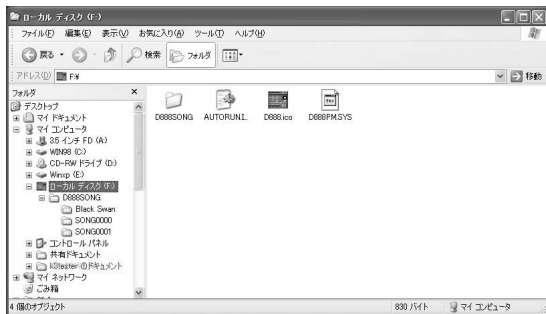 ローカル ディスク (F:)
ファイル(F) 編集(E) 表示(V) お気に入り(A) ツール(T) ヘルプ(H)
戻る 検索 フォルダ
アドレス(D) F:¥ 移動
フォルダ
デスクトップ
マイ ドキュメント
マイ コンピュータ
3.5 インチ FD (A:)
WIN98 (C:)
CD-RW ドライブ (D:)
Winxp (E:)
ローカル ディスク (F:)
D888SONG
Black Swan
SONG0000
SONG0001
コントロール パネル
共有ドキュメント
のドキュメント
マイ ネットワーク
ごみ箱
D888SONG AUTORUN.I... D888.ico D888PM.SYS
4 個のオブジェクト 830 バイト マイ コンピュータ